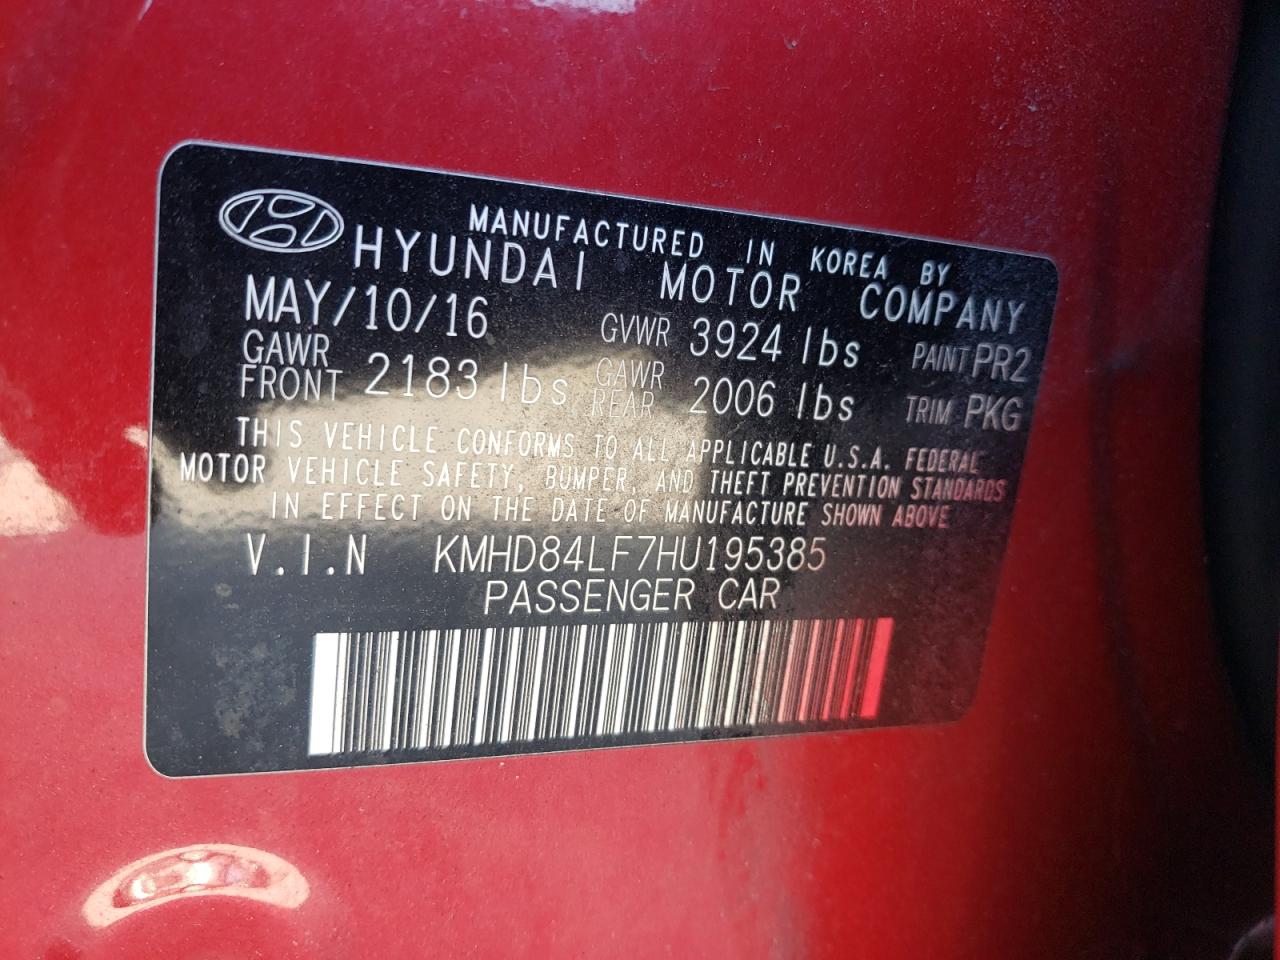 MANUFACTURED IN KOREA BY
HYUNDAI MOTOR COMPANY
MAY/10/16 GVWR 3924 lbs PAINT PR2
GAWR FRONT 2183 lbs GAWR REAR 2006 lbs TRIM PKG
THIS VEHICLE CONFORMS TO ALL APPLICABLE U.S.A. FEDERAL
MOTOR VEHICLE SAFETY, BUMPER, AND THEFT PREVENTION STANDARDS
IN EFFECT ON THE DATE OF MANUFACTURE SHOWN ABOVE
V.I.N KMHD84LF7HU195385
PASSENGER CAR